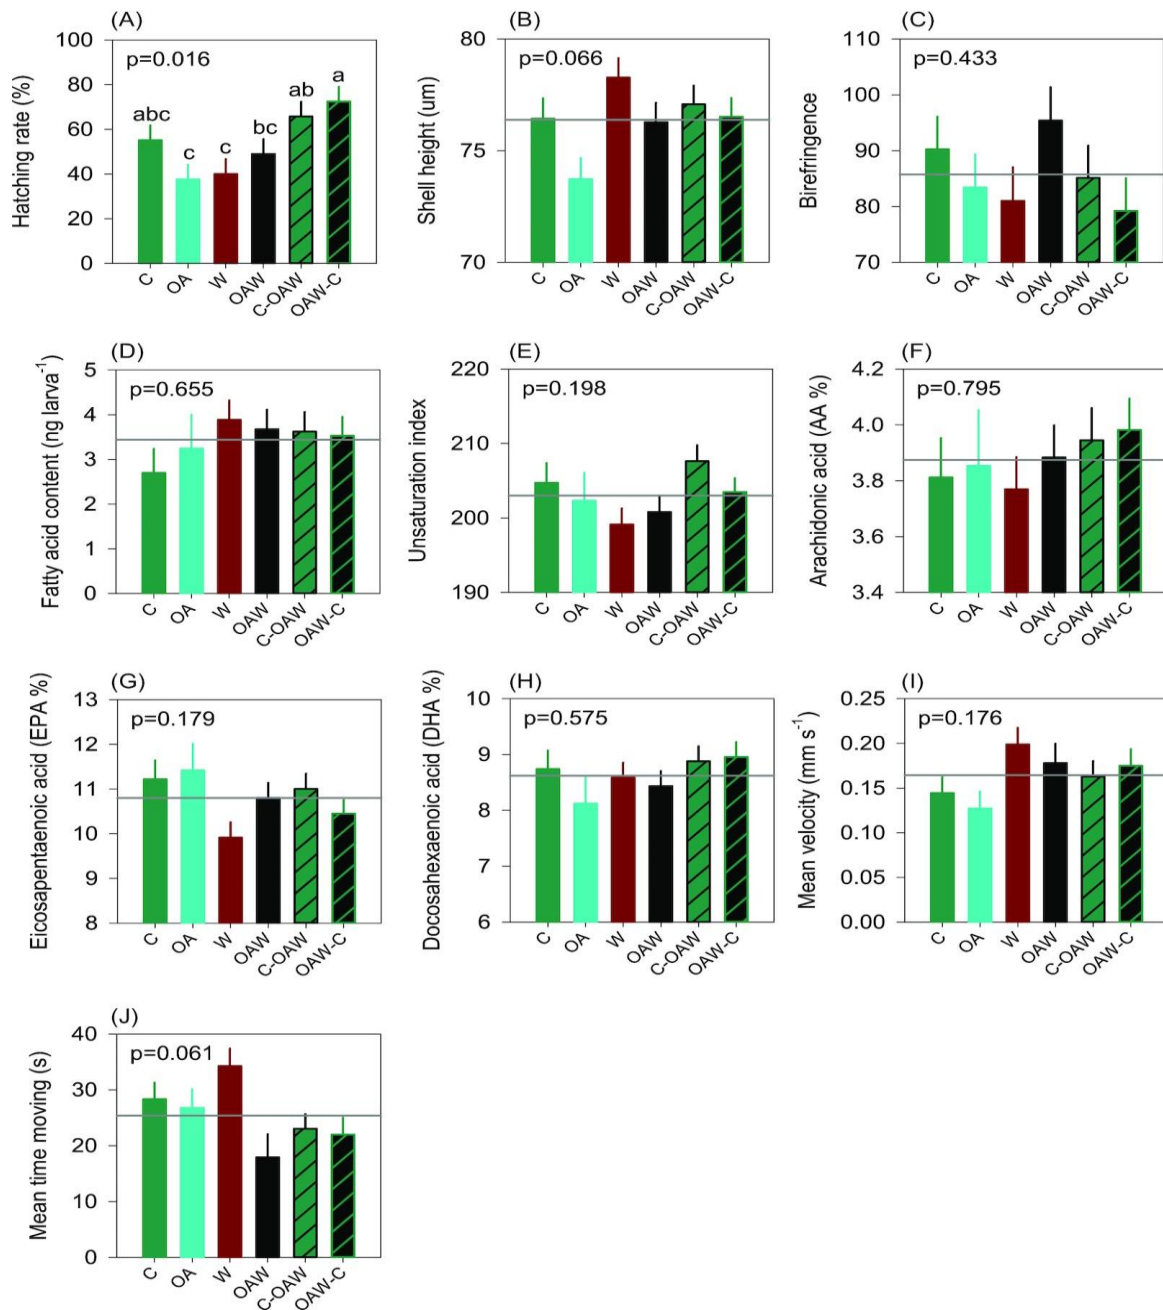 (A)
Hatching rate (%)
100
80
60
40
20
0
p=0.016
abc
c
c
bc
ab
a
C
OA
W
OAW
C-OAW
OAW-C
(B)
Shell height (um)
80
75
70
p=0.066
C
OA
W
OAW
C-OAW
OAW-C
(C)
Birefringence
110
100
90
80
70
p=0.433
C
OA
W
OAW
C-OAW
OAW-C
(D)
Fatty acid content (ng larva⁻¹)
5
4
3
2
1
0
p=0.655
C
OA
W
OAW
C-OAW
OAW-C
(E)
Unsaturation index
220
210
200
190
p=0.198
C
OA
W
OAW
C-OAW
OAW-C
(F)
Arachidonic acid (AA %)
4.2
4.0
3.8
3.6
3.4
p=0.795
C
OA
W
OAW
C-OAW
OAW-C
(G)
Eicosapentaenoic acid (EPA %)
13
12
11
10
9
8
p=0.179
C
OA
W
OAW
C-OAW
OAW-C
(H)
Docosahexaenoic acid (DHA %)
10
9
8
7
6
p=0.575
C
OA
W
OAW
C-OAW
OAW-C
(I)
Mean velocity (mm s⁻¹)
0.25
0.20
0.15
0.10
0.05
0.00
p=0.176
C
OA
W
OAW
C-OAW
OAW-C
(J)
Mean time moving (s)
40
30
20
10
0
p=0.061
C
OA
W
OAW
C-OAW
OAW-C